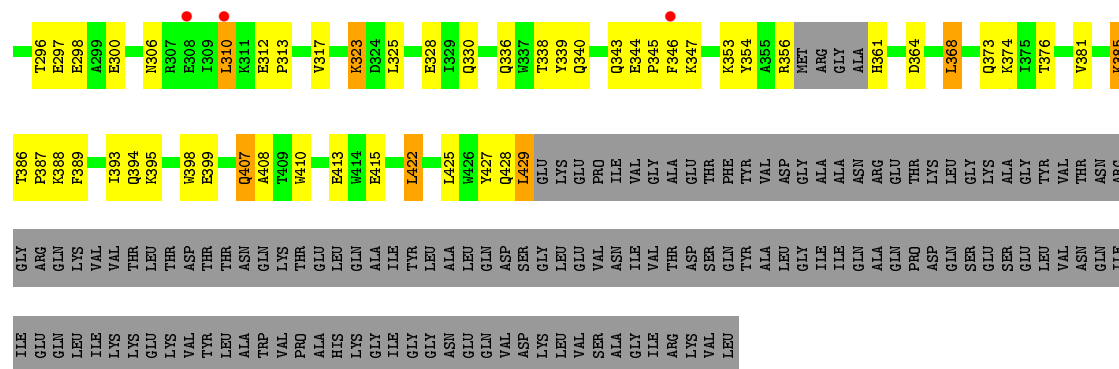 T296 E297 E298 A299 E300 N306 R307 E308 I309 L310 K311 E312 P313 V317 K323 D324 L325 E328 I329 Q330 Q336 W337 T338 Y339 Q340 Q343 E344 P345 F346 K347 K353 Y354 A355 R356 MET ARG GLY ALA H361 D364 L368 Q373 K374 I375 T376 V381 K385
T386 P387 K388 F389 I393 Q394 K395 W398 E399 Q407 A408 T409 W410 E413 W414 E415 L422 L425 W426 Y427 Q428 L429 GLU LYS GLU PRO ILE VAL GLY ALA GLU THR PHE TYR VAL ASP GLY ALA ALA ASN ARG GLU THR LYS LEU GLY LYS ALA GLY TYR VAL THR ASN ARG
GLY ARG GLN LYS VAL VAL THR LEU THR ASP THR THR ASN GLN LYS THR GLU LEU GLN ALA ILE TYR LEU ALA LEU GLN ASP SER GLY LEU GLU VAL ASN ILE VAL THR ASP SER GLN TYR ALA LEU GLY ILE ILE GLN ALA GLN PRO ASP GLN SER GLU SER GLU LEU VAL ASN GLN ILE
ILE GLU GLN LEU ILE LYS LYS GLU LYS VAL TYR LEU ALA TRP VAL PRO ALA HIS LYS GLY ILE GLY GLY ASN GLU GLN VAL ASP LYS LEU VAL SER ALA GLY ILE ARG LYS VAL LEU